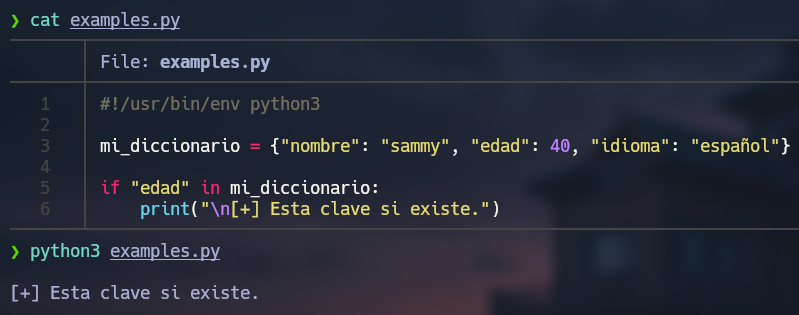 ❯ cat examples.py
File: examples.py
1 #!/usr/bin/env python3
2
3 mi_diccionario = {"nombre": "sammy", "edad": 40, "idioma": "español"}
4
5 if "edad" in mi_diccionario:
6     print("\n[+] Esta clave si existe.")
❯ python3 examples.py
[+] Esta clave si existe.